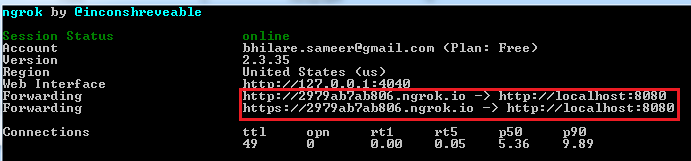 ngrok by @inconshreveable
Session Status online
Account bhilare.sameer@gmail.com (Plan: Free)
Version 2.3.35
Region United States (us)
Web Interface http://127.0.0.1:4040
Forwarding http://2979ab7ab806.ngrok.io -> http://localhost:8080
Forwarding https://2979ab7ab806.ngrok.io -> http://localhost:8080
Connections ttl opn rt1 rt5 p50 p90
49 0 0.00 0.05 5.36 9.89